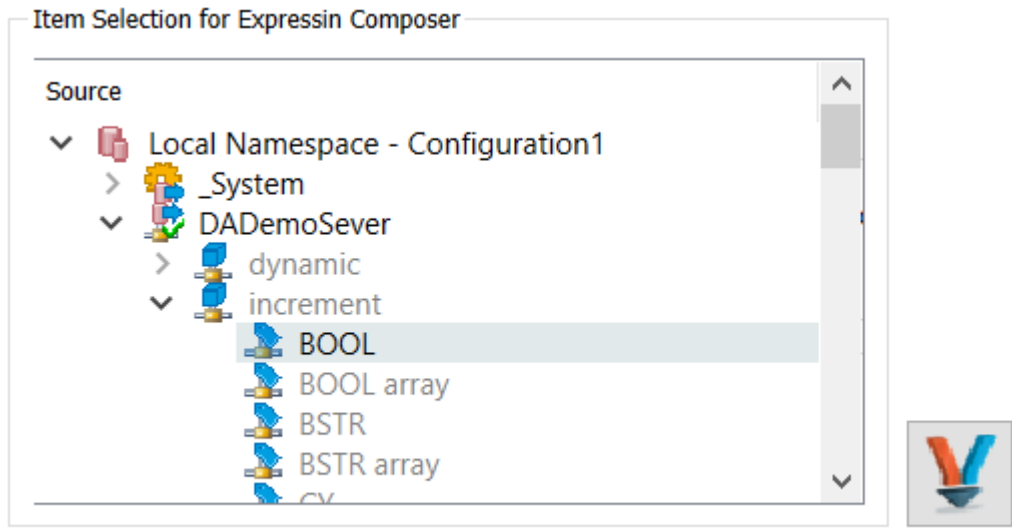 Item Selection for Expressin Composer
Source
Local Namespace - Configuration1
_System
DADemoSever
dynamic
increment
BOOL
BOOL array
BSTR
BSTR array